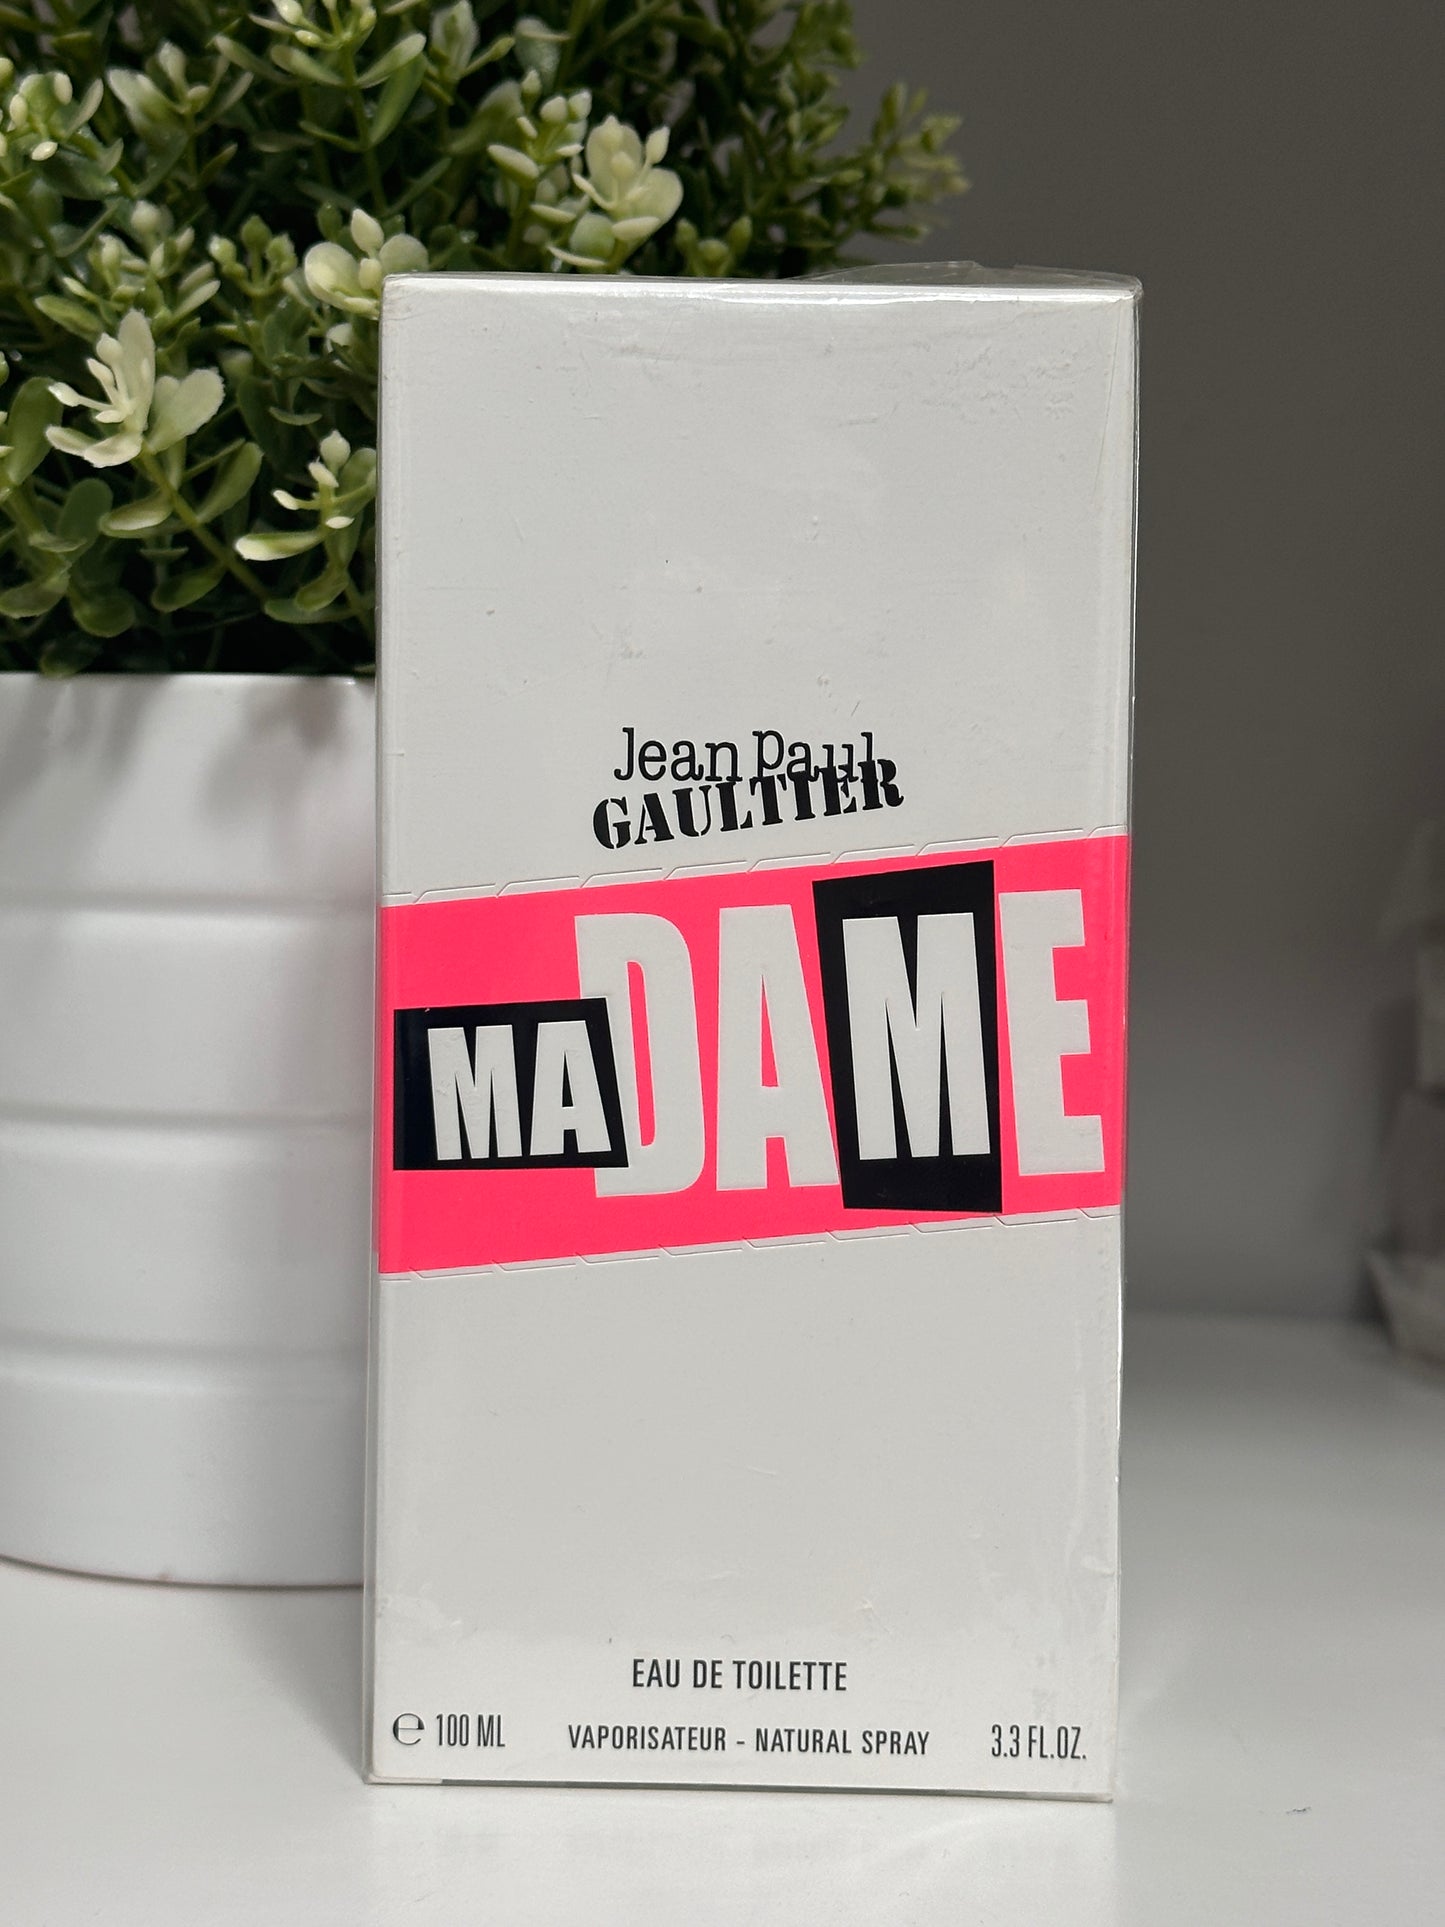 Jean Paul
GAULTIER
MADAME
EAU DE TOILETTE
℮ 100 ML VAPORISATEUR - NATURAL SPRAY 3.3 FL.OZ.